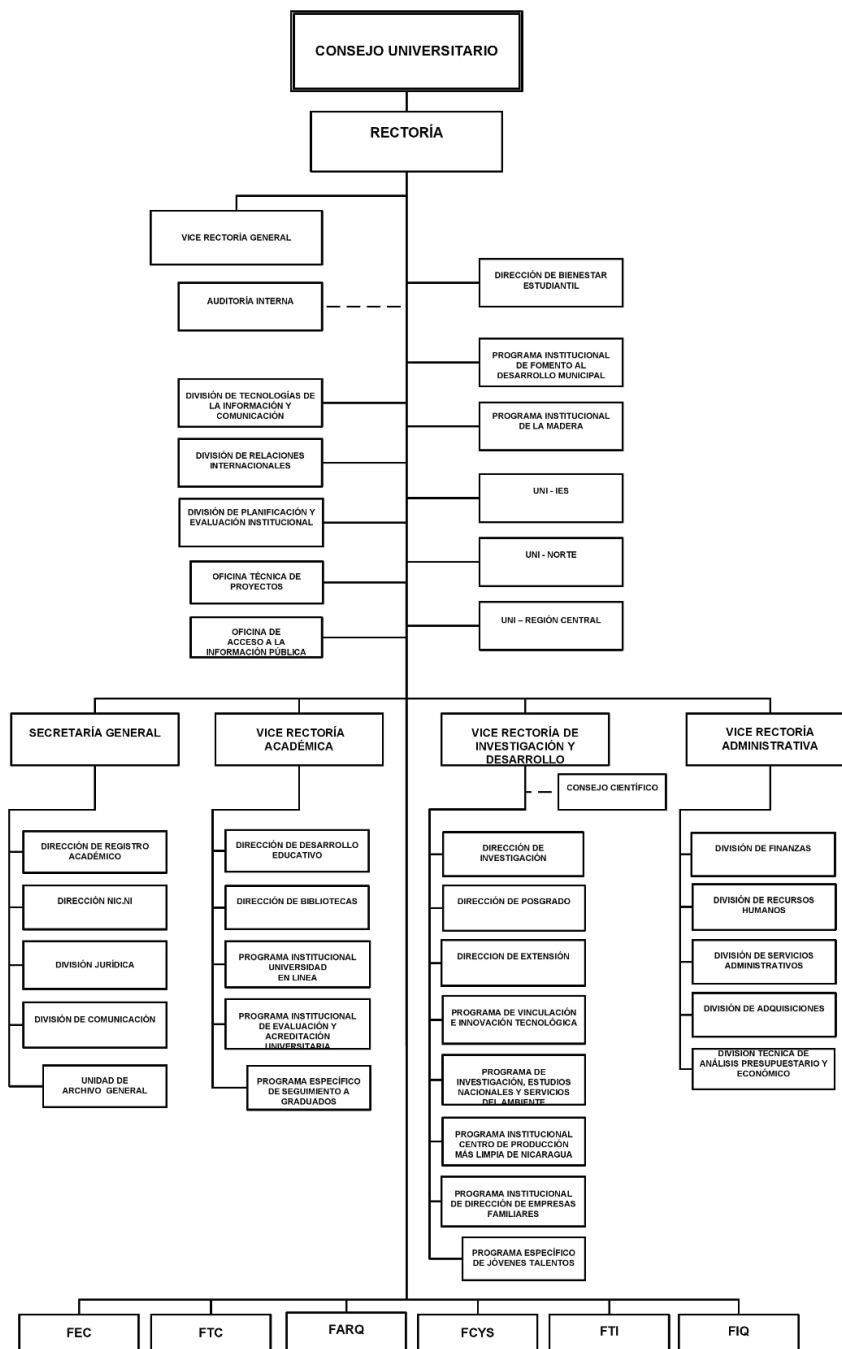 CONSEJO UNIVERSITARIO
RECTORÍA
VICE RECTORÍA GENERAL
AUDITORÍA INTERNA
DIVISIÓN DE TECNOLOGÍAS DE
LA INFORMACIÓN Y
COMUNICACIÓN
DIVISIÓN DE RELACIONES
INTERNACIONALES
DIVISIÓN DE PLANIFICACIÓN Y
EVALUACIÓN INSTITUCIONAL
OFICINA TÉCNICA DE
PROYECTOS
OFICINA DE
ACCESO A LA
INFORMACIÓN PÚBLICA
DIRECCIÓN DE BIENESTAR
ESTUDIANTIL
PROGRAMA INSTITUCIONAL
DE FOMENTO AL
DESARROLLO MUNICIPAL
PROGRAMA INSTITUCIONAL
DE LA MADERA
UNI - IES
UNI - NORTE
UNI – REGIÓN CENTRAL
SECRETARÍA GENERAL
DIRECCIÓN DE REGISTRO
ACADÉMICO
DIRECCIÓN NIC.NI
DIVISIÓN JURÍDICA
DIVISIÓN DE COMUNICACIÓN
UNIDAD DE
ARCHIVO GENERAL
VICE RECTORÍA
ACADÉMICA
DIRECCIÓN DE DESARROLLO
EDUCATIVO
DIRECCIÓN DE BIBLIOTECAS
PROGRAMA INSTITUCIONAL
UNIVERSIDAD
EN LINEA
PROGRAMA INSTITUCIONAL
DE EVALUACIÓN Y
ACREDITACIÓN
UNIVERSITARIA
PROGRAMA ESPECÍFICO
DE SEGUIMIENTO A
GRADUADOS
VICE RECTORÍA DE
INVESTIGACIÓN Y
DESARROLLO
CONSEJO CIENTÍFICO
DIRECCIÓN DE
INVESTIGACIÓN
DIRECCIÓN DE POSGRADO
DIRECCION DE EXTENSIÓN
PROGRAMA DE VINCULACIÓN
E INNOVACIÓN TECNOLÓGICA
PROGRAMA DE
INVESTIGACIÓN, ESTUDIOS
NACIONALES Y SERVICIOS
DEL AMBIENTE
PROGRAMA INSTITUCIONAL
CENTRO DE PRODUCCIÓN
MÁS LIMPIA DE NICARAGUA
PROGRAMA INSTITUCIONAL
DE DIRECCIÓN DE EMPRESAS
FAMILIARES
PROGRAMA ESPECÍFICO
DE JÓVENES TALENTOS
VICE RECTORÍA
ADMINISTRATIVA
DIVISIÓN DE FINANZAS
DIVISIÓN DE RECURSOS
HUMANOS
DIVISIÓN DE SERVICIOS
ADMINISTRATIVOS
DIVISIÓN DE ADQUISICIONES
DIVISIÓN TÉCNICA DE
ANÁLISIS PRESUPUESTARIO Y
ECONÓMICO
FEC
FTC
FARQ
FCYS
FTI
FIQ